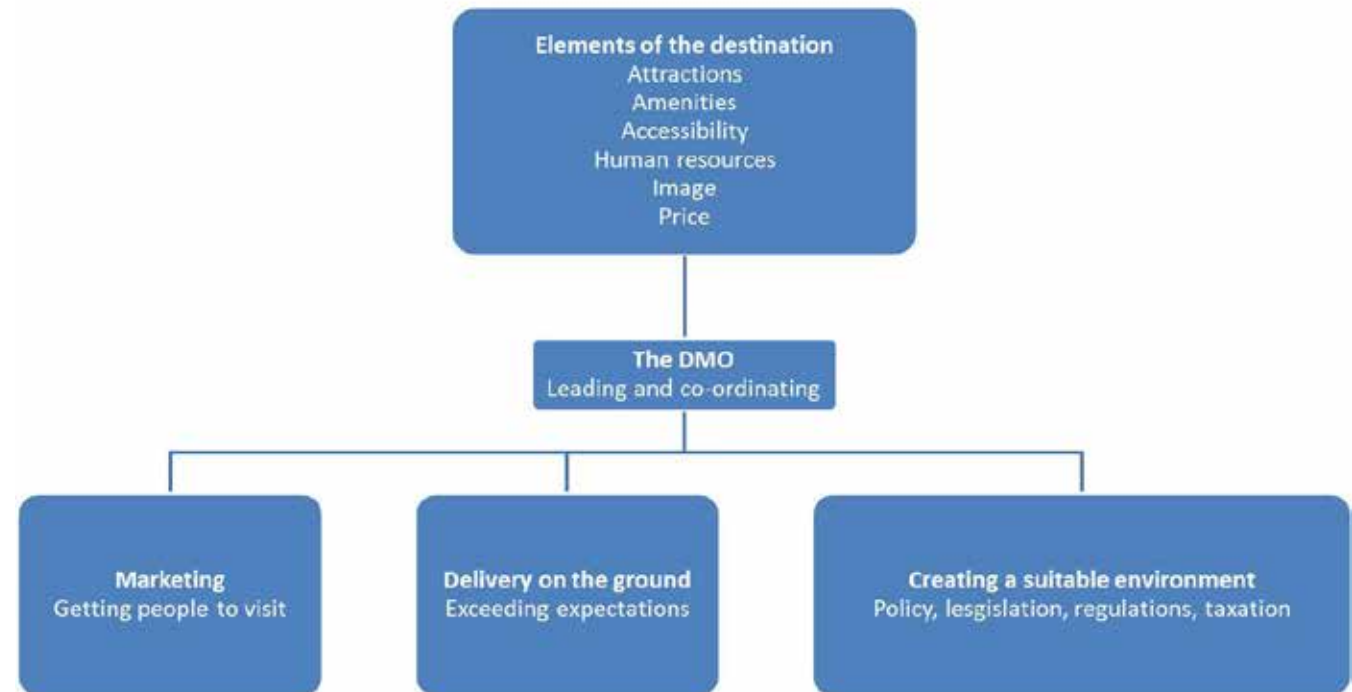 Elements of the destination
Attractions
Amenities
Accessibility
Human resources
Image
Price
The DMO
Leading and co-ordinating
Marketing
Getting people to visit
Delivery on the ground
Exceeding expectations
Creating a suitable environment
Policy, lesgislation, regulations, taxation